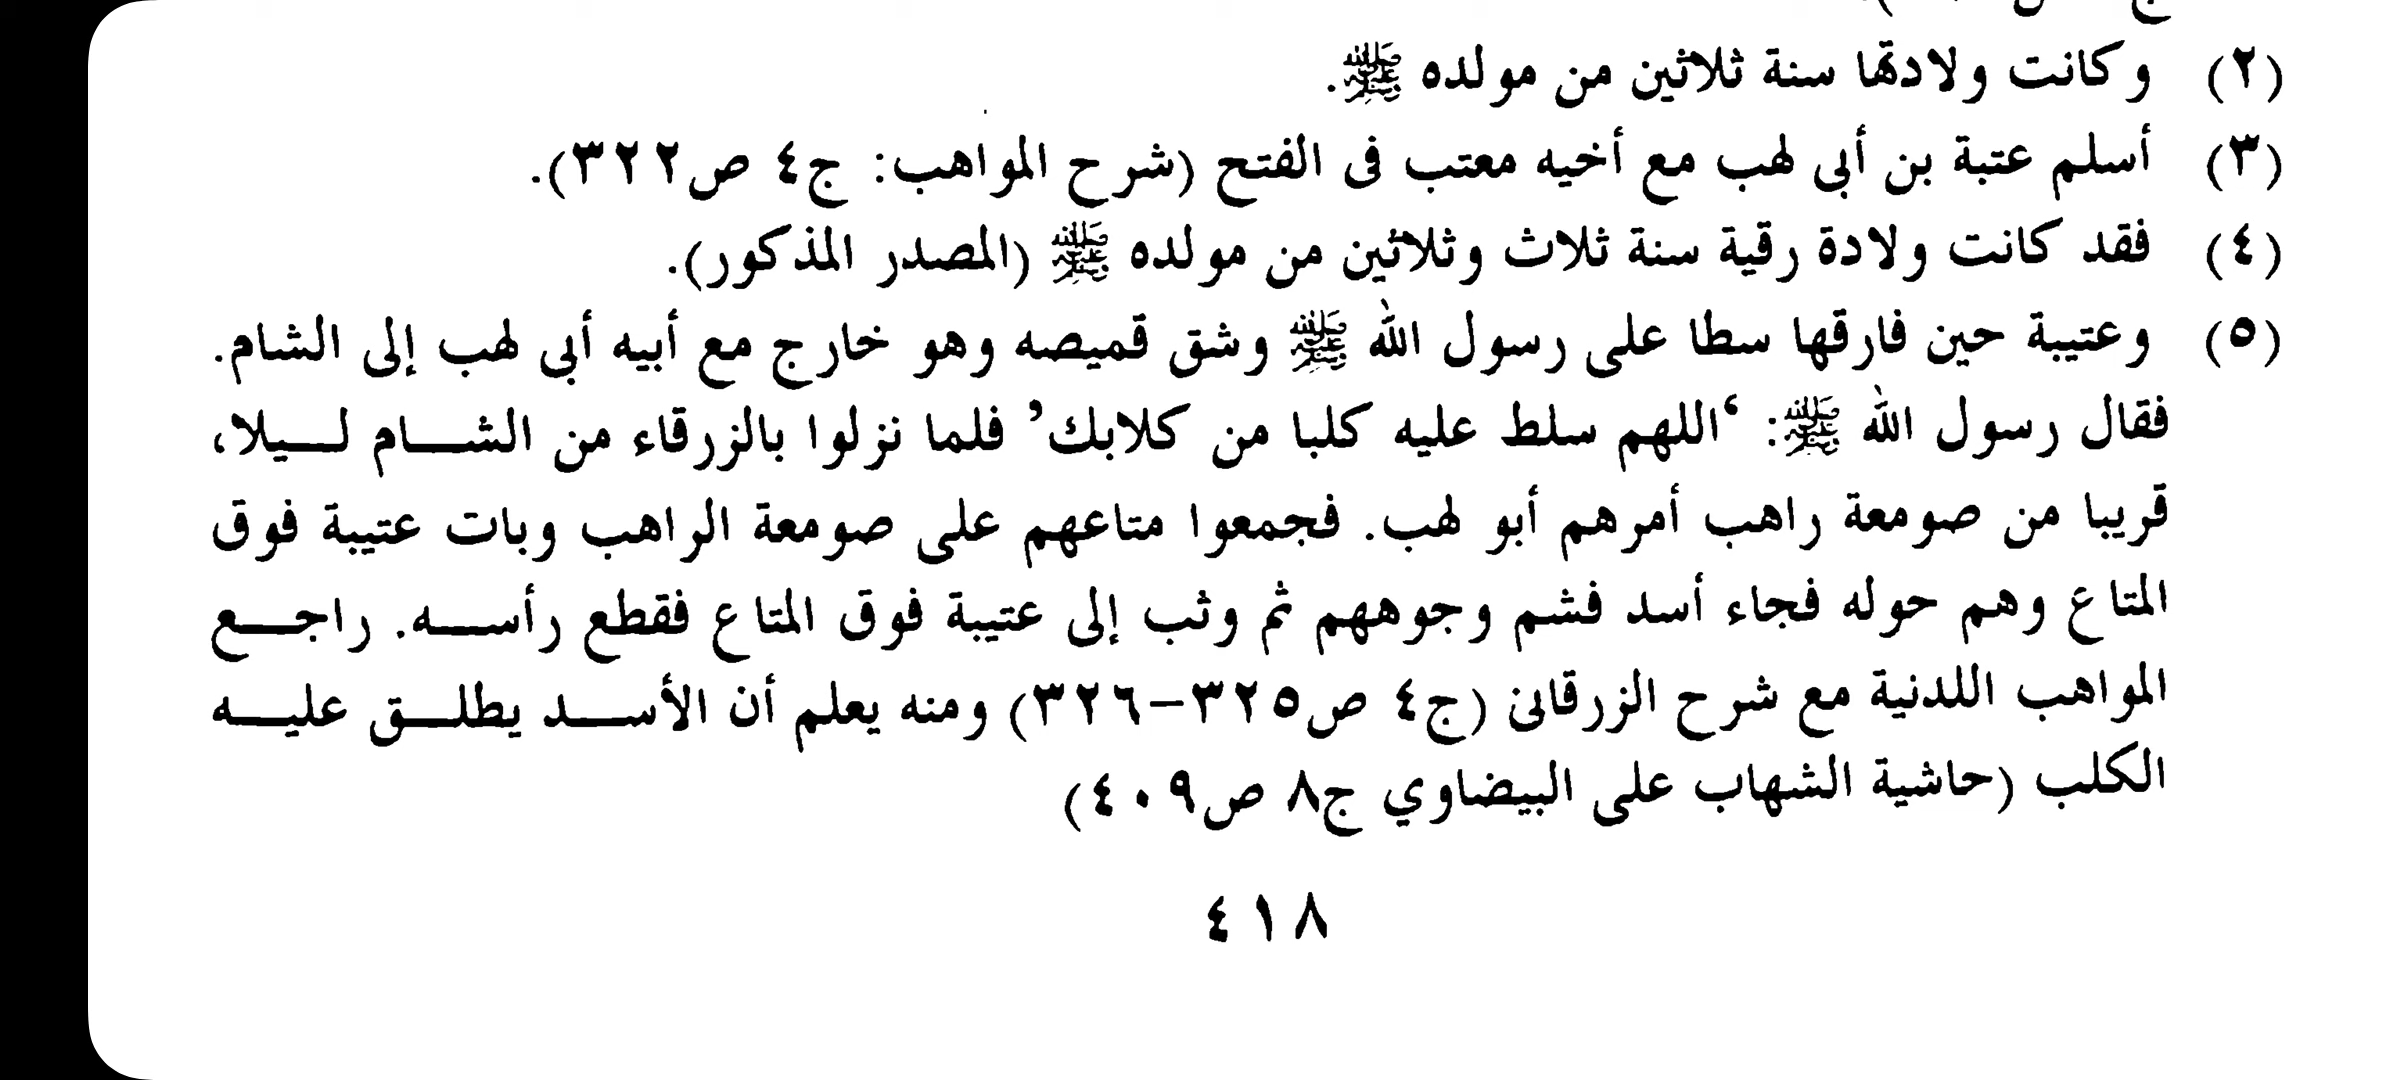 (٢) وكانت ولادتها سنة ثلاثين من مولده ﷺ.
(٣) أسلم عتبة بن أبى لهب مع أخيه معتب فى الفتح (شرح المواهب: ج٤ ص٣٢٢).
(٤) فقد كانت ولادة رقية سنة ثلاث وثلاثين من مولده ﷺ (المصدر المذكور).
(٥) وعتيبة حين فارقها سطا على رسول الله ﷺ وشق قميصه وهو خارج مع أبيه أبى لهب إلى الشام.
فقال رسول الله ﷺ: ‘اللهم سلط عليه كلبا من كلابك’ فلما نزلوا بالزرقاء من الشام ليلا،
قريبا من صومعة راهب أمرهم أبو لهب. فجمعوا متاعهم على صومعة الراهب وبات عتيبة فوق
المتاع وهم حوله فجاء أسد فشم وجوههم ثم وثب إلى عتيبة فوق المتاع فقطع رأسه. راجع
المواهب اللدنية مع شرح الزرقانى (ج٤ ص٣٢٥-٣٢٦) ومنه يعلم أن الأسد يطلق عليه
الكلب (حاشية الشهاب على البيضاوي ج٨ ص٤٠٩)
٤١٨